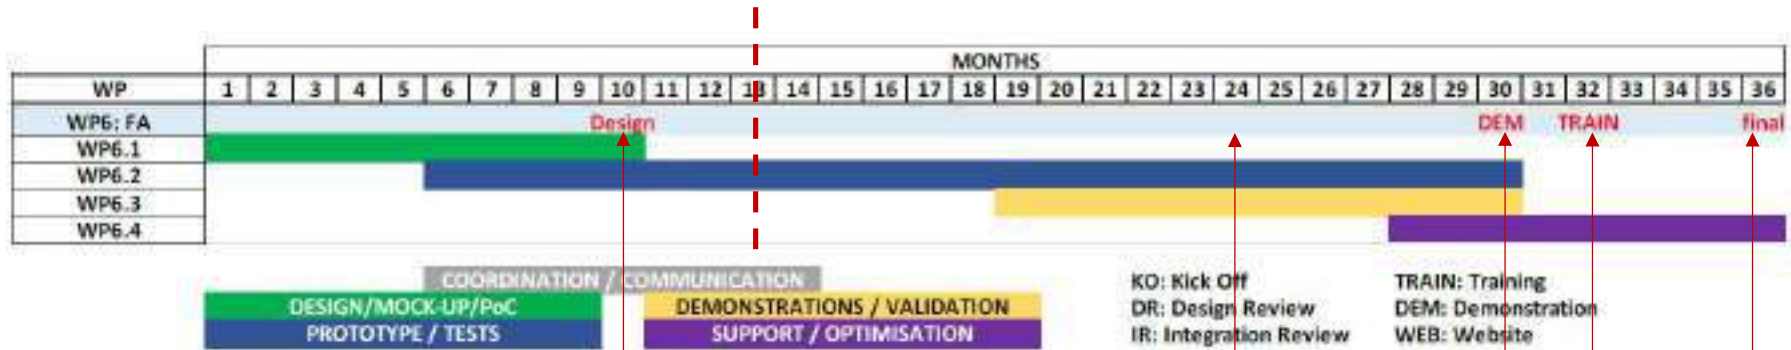 MONTHS
WP 1 2 3 4 5 6 7 8 9 10 11 12 13 14 15 16 17 18 19 20 21 22 23 24 25 26 27 28 29 30 31 32 33 34 35 36
WP6: FA Design DEM TRAIN final
WP6.1
WP6.2
WP6.3
WP6.4
COORDINATION / COMMUNICATION
DESIGN/MOCK-UP/PoC DEMONSTRATIONS / VALIDATION
PROTOTYPE / TESTS SUPPORT / OPTIMISATION
KO: Kick Off TRAIN: Training
DR: Design Review DEM: Demonstration
IR: Integration Review WEB: Website